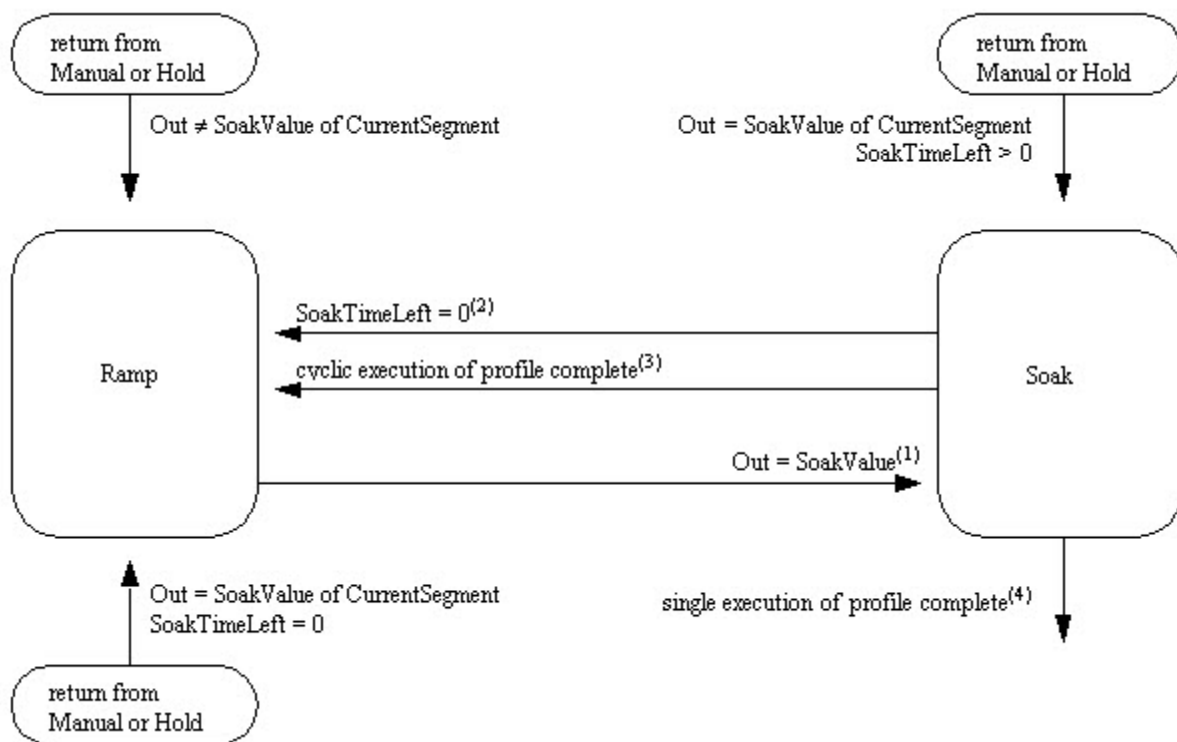 return from
Manual or Hold
return from
Manual or Hold
Out ≠ SoakValue of CurrentSegment
Out = SoakValue of CurrentSegment
SoakTimeLeft > 0
SoakTimeLeft = 0(2)
Ramp
cyclic execution of profile complete(3)
Soak
Out = SoakValue(1)
Out = SoakValue of CurrentSegment
SoakTimeLeft = 0
single execution of profile complete(4)
return from
Manual or Hold